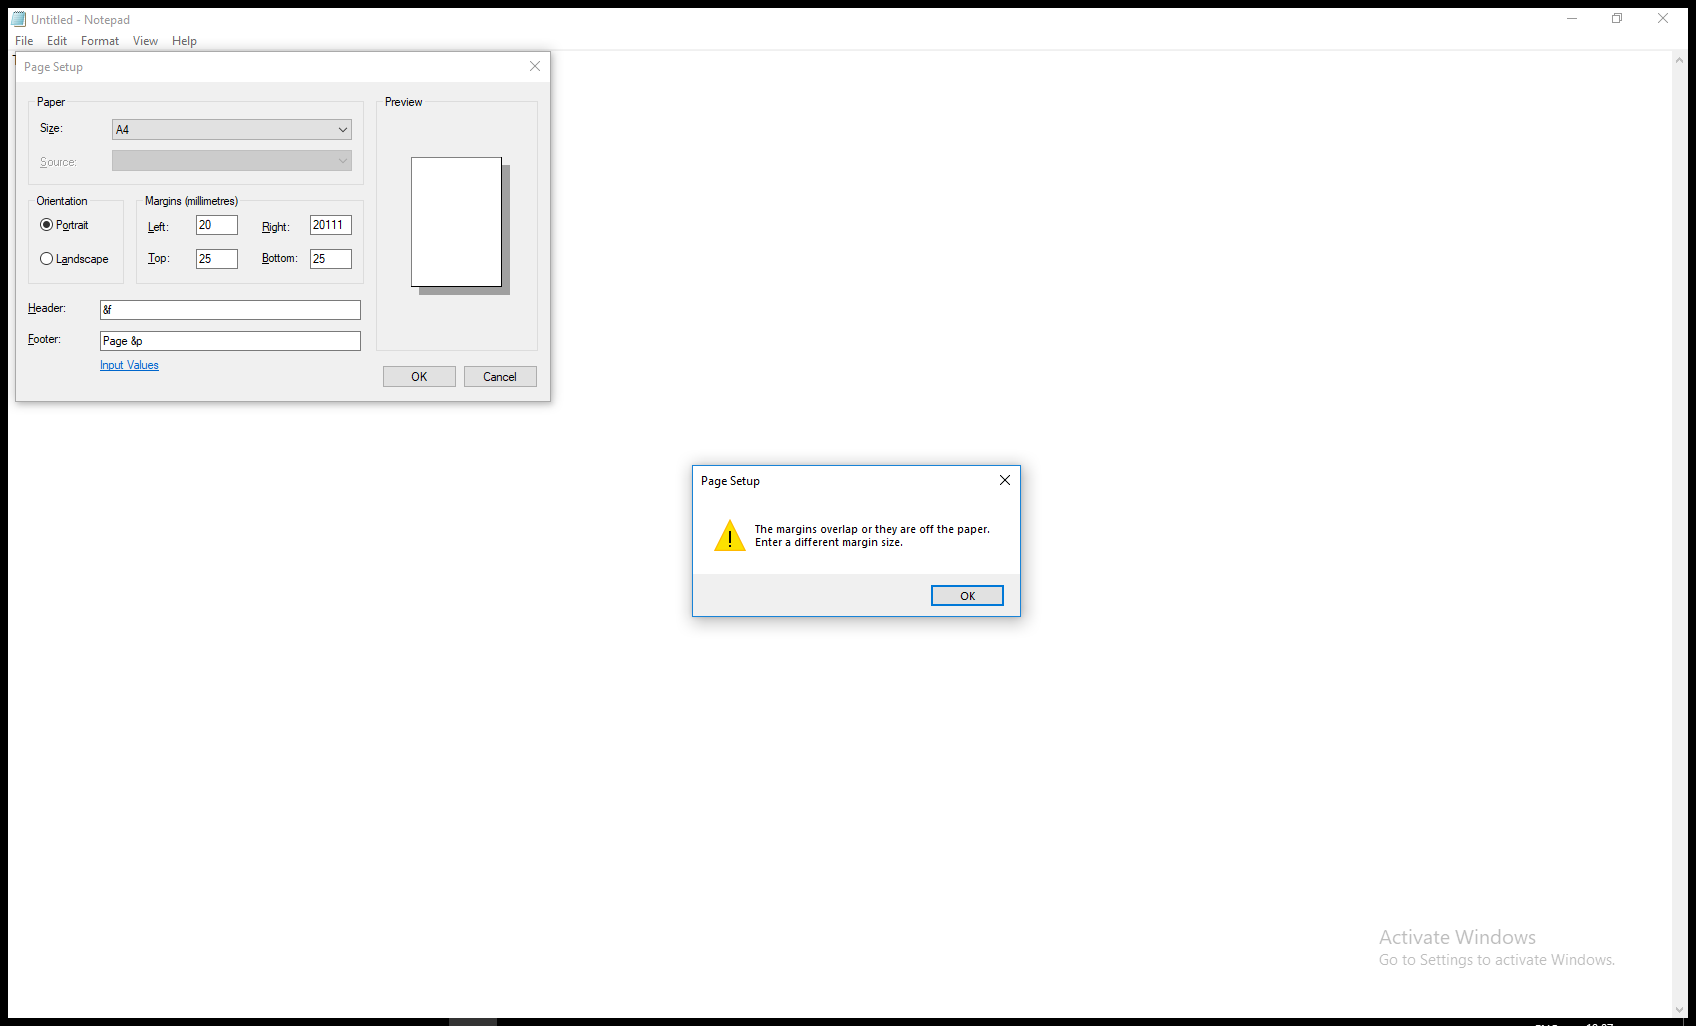 Untitled - Notepad
File Edit Format View Help
Page Setup
Paper
Size: A4
Source:
Preview
Orientation
Portrait
Landscape
Margins (millimetres)
Left: 20 Right: 20111
Top: 25 Bottom: 25
Header: &f
Footer: Page &p
Input Values
OK Cancel
Page Setup
The margins overlap or they are off the paper.
Enter a different margin size.
OK
Activate Windows
Go to Settings to activate Windows.